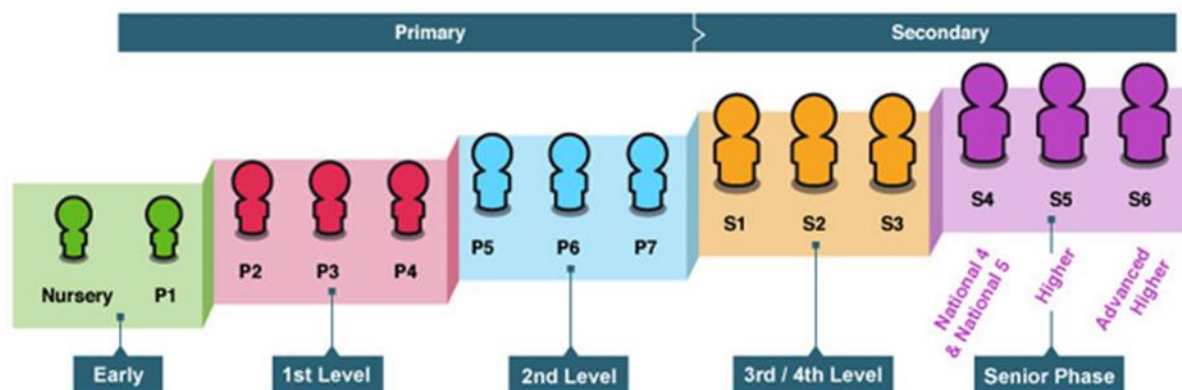 Primary
Secondary
Nursery
P1
P2
P3
P4
P5
P6
P7
S1
S2
S3
S4
S5
S6
National 4
& National 5
Higher
Advanced
Higher
Early
1st Level
2nd Level
3rd / 4th Level
Senior Phase